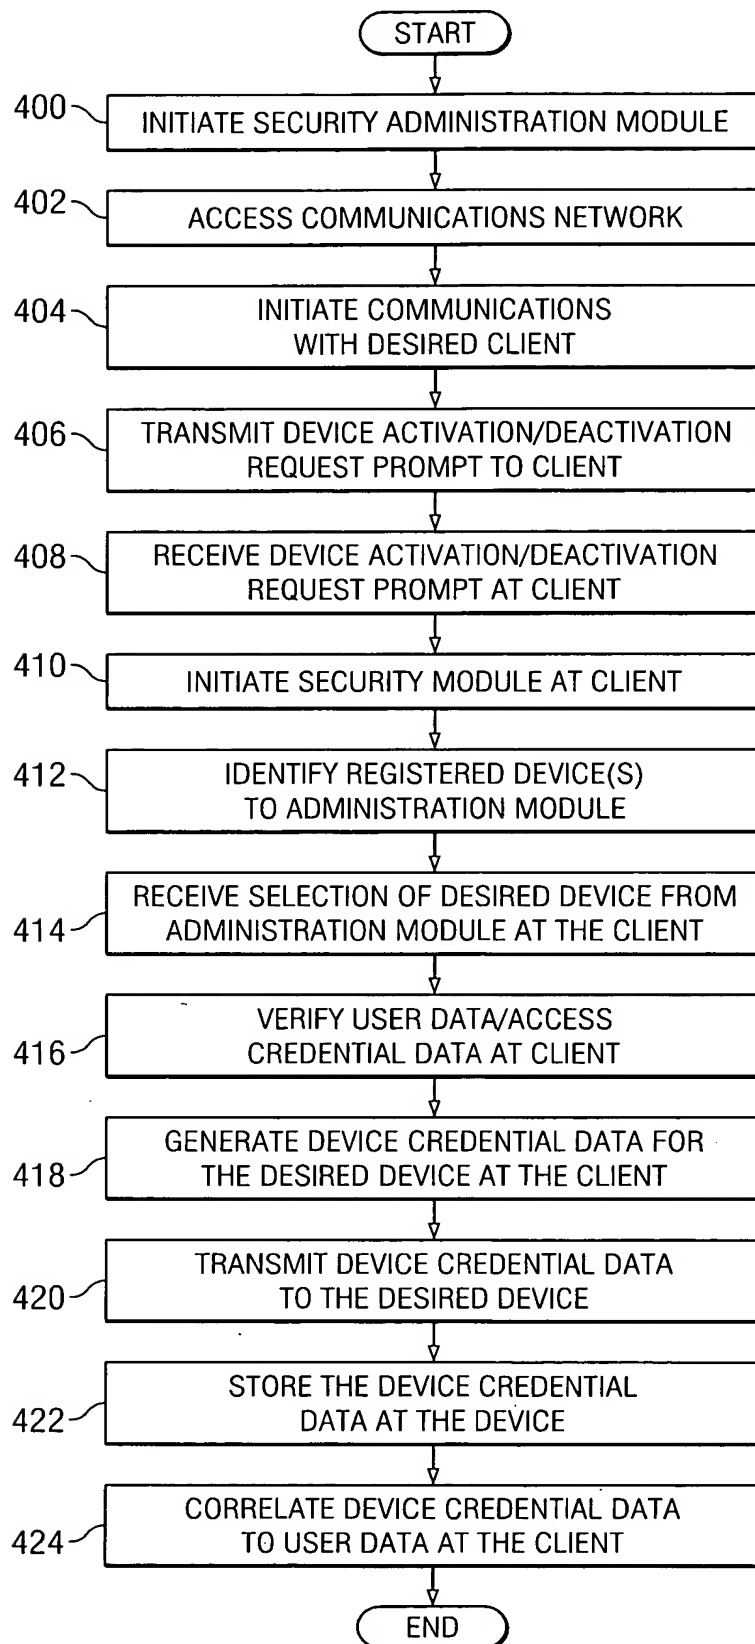 START
400
INITIATE SECURITY ADMINISTRATION MODULE
402
ACCESS COMMUNICATIONS NETWORK
404
INITIATE COMMUNICATIONS
WITH DESIRED CLIENT
406
TRANSMIT DEVICE ACTIVATION/DEACTIVATION
REQUEST PROMPT TO CLIENT
408
RECEIVE DEVICE ACTIVATION/DEACTIVATION
REQUEST PROMPT AT CLIENT
410
INITIATE SECURITY MODULE AT CLIENT
412
IDENTIFY REGISTERED DEVICE(S)
TO ADMINISTRATION MODULE
414
RECEIVE SELECTION OF DESIRED DEVICE FROM
ADMINISTRATION MODULE AT THE CLIENT
416
VERIFY USER DATA/ACCESS
CREDENTIAL DATA AT CLIENT
418
GENERATE DEVICE CREDENTIAL DATA FOR
THE DESIRED DEVICE AT THE CLIENT
420
TRANSMIT DEVICE CREDENTIAL DATA
TO THE DESIRED DEVICE
422
STORE THE DEVICE CREDENTIAL
DATA AT THE DEVICE
424
CORRELATE DEVICE CREDENTIAL DATA
TO USER DATA AT THE CLIENT
END